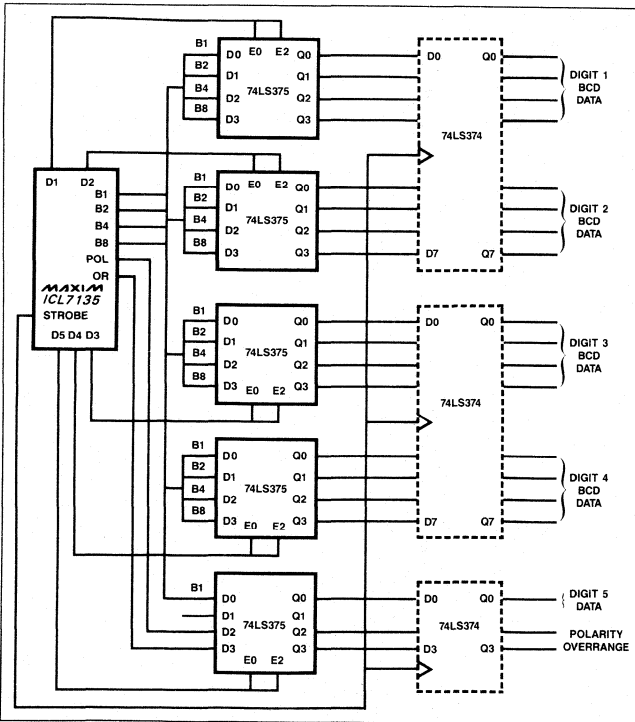 B1 D0 E0 E2 Q0 D0 Q0
B2 D1 Q1 DIGIT 1
B4 D2 74LS375 Q2 BCD
B8 D3 Q3 DATA
74LS374
D1 D2 B1 D0 E0 E2 Q0
B1 B2 D1 Q1 DIGIT 2
B2 B4 D2 74LS375 Q2 BCD
B4 B8 D3 Q3 D7 Q7 DATA
B8
POL
OR
MAXIM
ICL7135
STROBE
D5 D4 D3
B1 D0 Q0 D0 Q0
B2 D1 Q1 DIGIT 3
B4 D2 74LS375 Q2 BCD
B8 D3 E0 E2 Q3 DATA
74LS374
B1 D0 Q0
B2 D1 Q1 DIGIT 4
B4 D2 74LS375 Q2 BCD
B8 D3 E0 E2 Q3 D7 Q7 DATA
B1 D0 Q0 D0 Q0 DIGIT 5
D1 74LS375 Q1 74LS374 DATA
D2 Q2 POLARITY
D3 Q3 D3 Q3 OVERRANGE
E0 E2